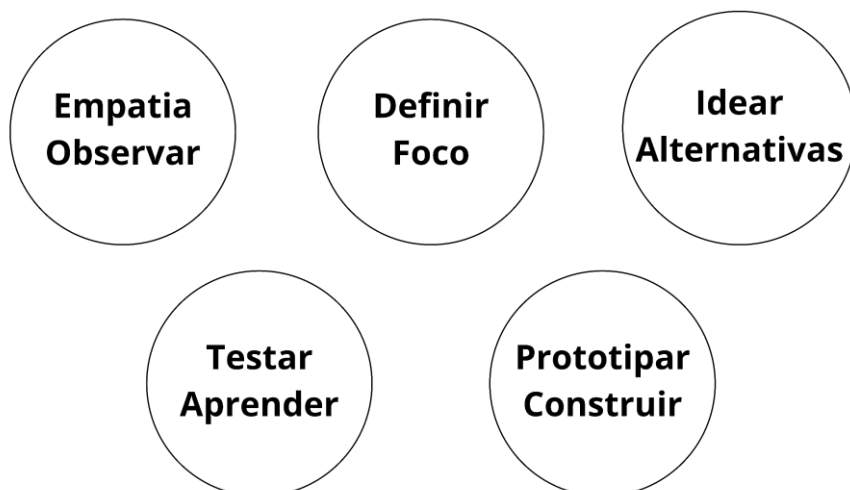 Empatia
Observar
Definir
Foco
Idear
Alternativas
Testar
Aprender
Prototipar
Construir